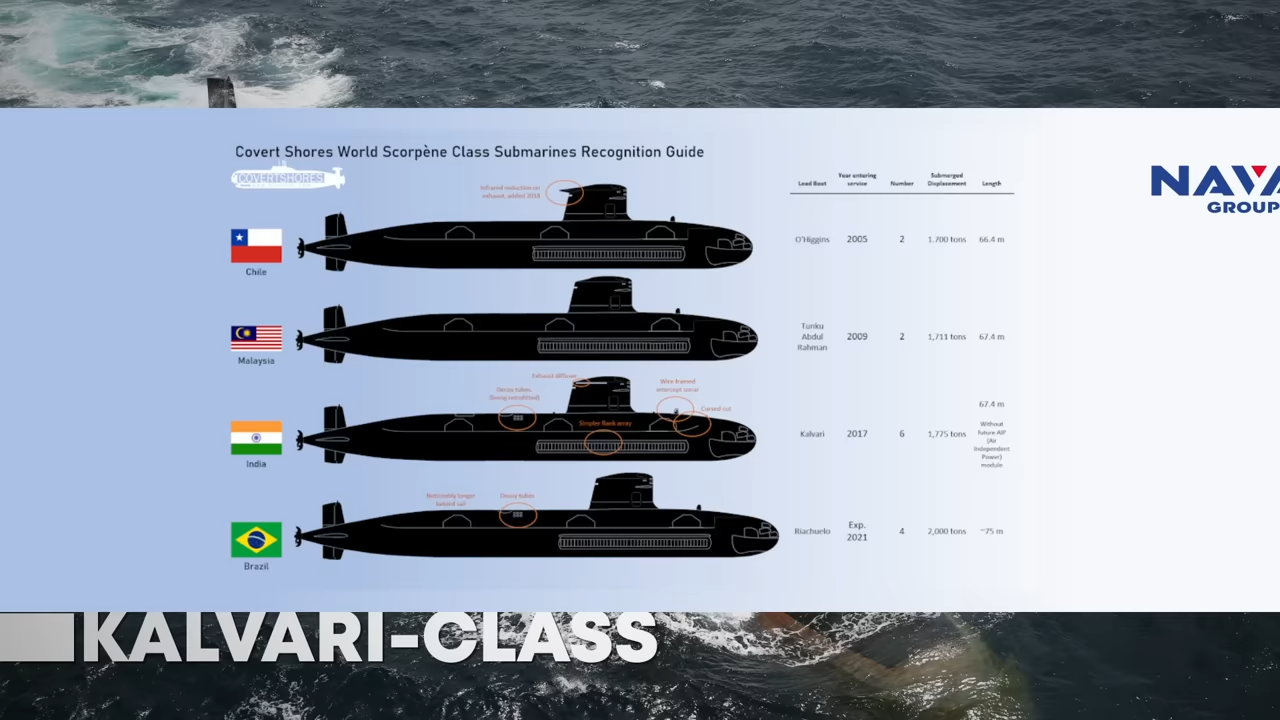 Covert Shores World Scorpène Class Submarines Recognition Guide
COVERTSHORES
NAVA
GROUP
Lead Boat
Year entering
service
Number
Submerged
Displacement
Length
Infrared reduction on
exhaust, added 2018
Chile
O'Higgins
2005
2
1.700 tons
66.4 m
Malaysia
Tunku
Abdul
Rahman
2009
2
1,711 tons
67.4 m
Exhaust diffuser
Decoy tubes,
(being retrofitted)
Wire framed
intercept sonar
Curved cut
Simpler flank array
India
Kalvari
2017
6
1,775 tons
67.4 m
Without
future AIP
(Air
Independent
Power)
module
Noticeably longer
behind sail
Decoy tubes
Brazil
Riachuelo
Exp.
2021
4
2,000 tons
~75 m
KALVARI-CLASS